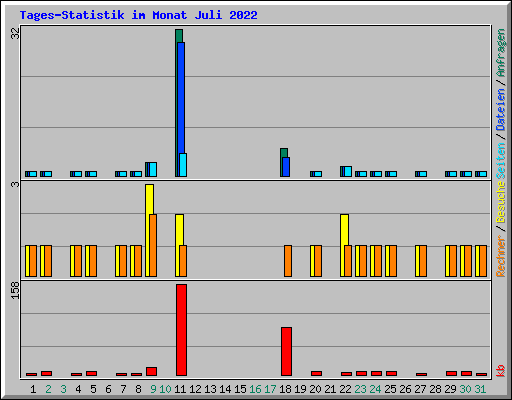 Tages-Statistik im Monat Juli 2022
32
3
158
Rechner / Besuche Seiten / Dateien / Anfragen
kb
1 2 3 4 5 6 7 8 9 10 11 12 13 14 15 16 17 18 19 20 21 22 23 24 25 26 27 28 29 30 31